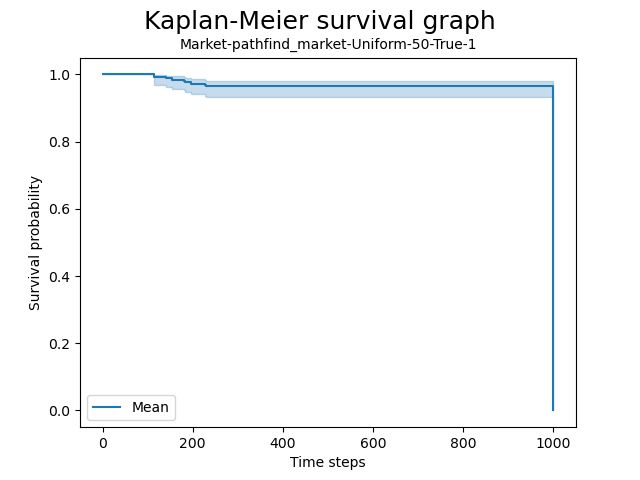 Kaplan-Meier survival graph
Market-pathfind_market-Uniform-50-True-1
1.0
0.8
0.6
0.4
0.2
0.0
Survival probability
Mean
0 200 400 600 800 1000
Time steps